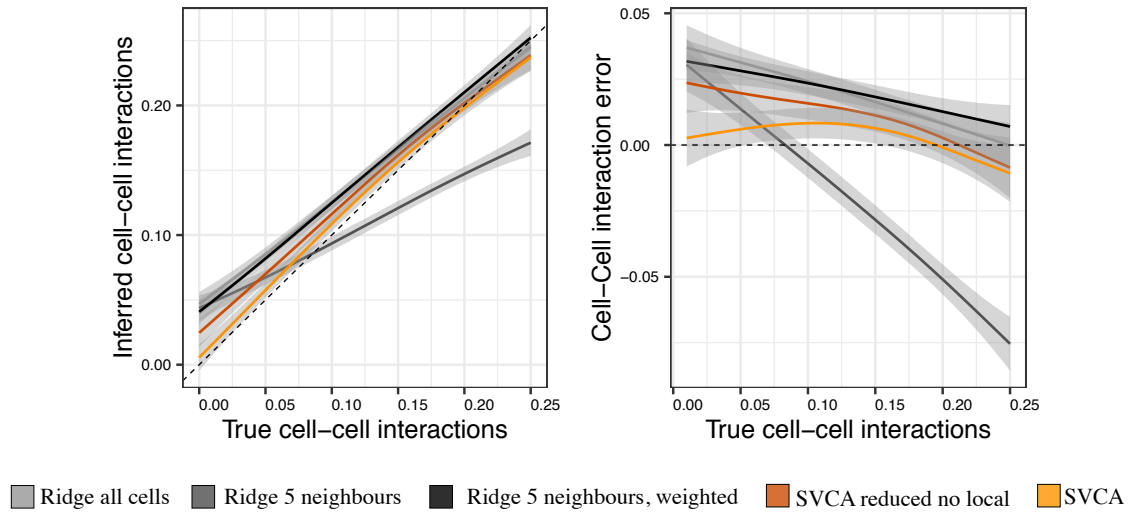 Inferred cell−cell interactions
0.20
0.10
0.00
0.00 0.05 0.10 0.15 0.20 0.25
True cell−cell interactions
Cell−Cell interaction error
0.05
0.00
−0.05
0.00 0.05 0.10 0.15 0.20 0.25
True cell−cell interactions
Ridge all cells Ridge 5 neighbours Ridge 5 neighbours, weighted SVCA reduced no local SVCA